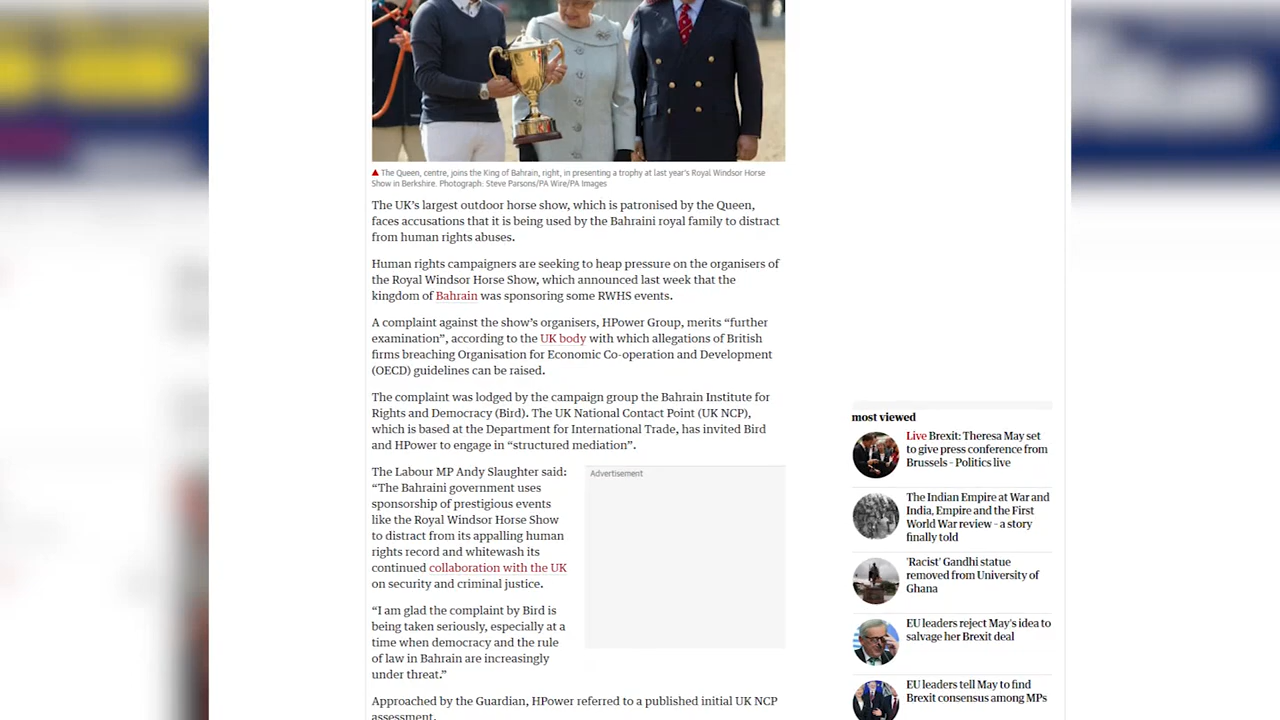 The Queen, centre, joins the King of Bahrain, right, in presenting a trophy at last year's Royal Windsor Horse
Show in Berkshire. Photograph: Steve Parsons/PA Wire/PA Images
The UK's largest outdoor horse show, which is patronised by the Queen,
faces accusations that it is being used by the Bahraini royal family to distract
from human rights abuses.
Human rights campaigners are seeking to heap pressure on the organisers of
the Royal Windsor Horse Show, which announced last week that the
kingdom of Bahrain was sponsoring some RWHS events.
A complaint against the show's organisers, HPower Group, merits “further
examination”, according to the UK body with which allegations of British
firms breaching Organisation for Economic Co-operation and Development
(OECD) guidelines can be raised.
The complaint was lodged by the campaign group the Bahrain Institute for
Rights and Democracy (Bird). The UK National Contact Point (UK NCP),
which is based at the Department for International Trade, has invited Bird
and HPower to engage in “structured mediation”.
The Labour MP Andy Slaughter said:
“The Bahraini government uses
sponsorship of prestigious events
like the Royal Windsor Horse Show
to distract from its appalling human
rights record and whitewash its
continued collaboration with the UK
on security and criminal justice.
“I am glad the complaint by Bird is
being taken seriously, especially at a
time when democracy and the rule
of law in Bahrain are increasingly
under threat.”
Approached by the Guardian, HPower referred to a published initial UK NCP
assessment.
Advertisement
most viewed
Live Brexit: Theresa May set
to give press conference from
Brussels – Politics live
The Indian Empire at War and
India, Empire and the First
World War review – a story
finally told
'Racist' Gandhi statue
removed from University of
Ghana
EU leaders reject May's idea to
salvage her Brexit deal
EU leaders tell May to find
Brexit consensus among MPs